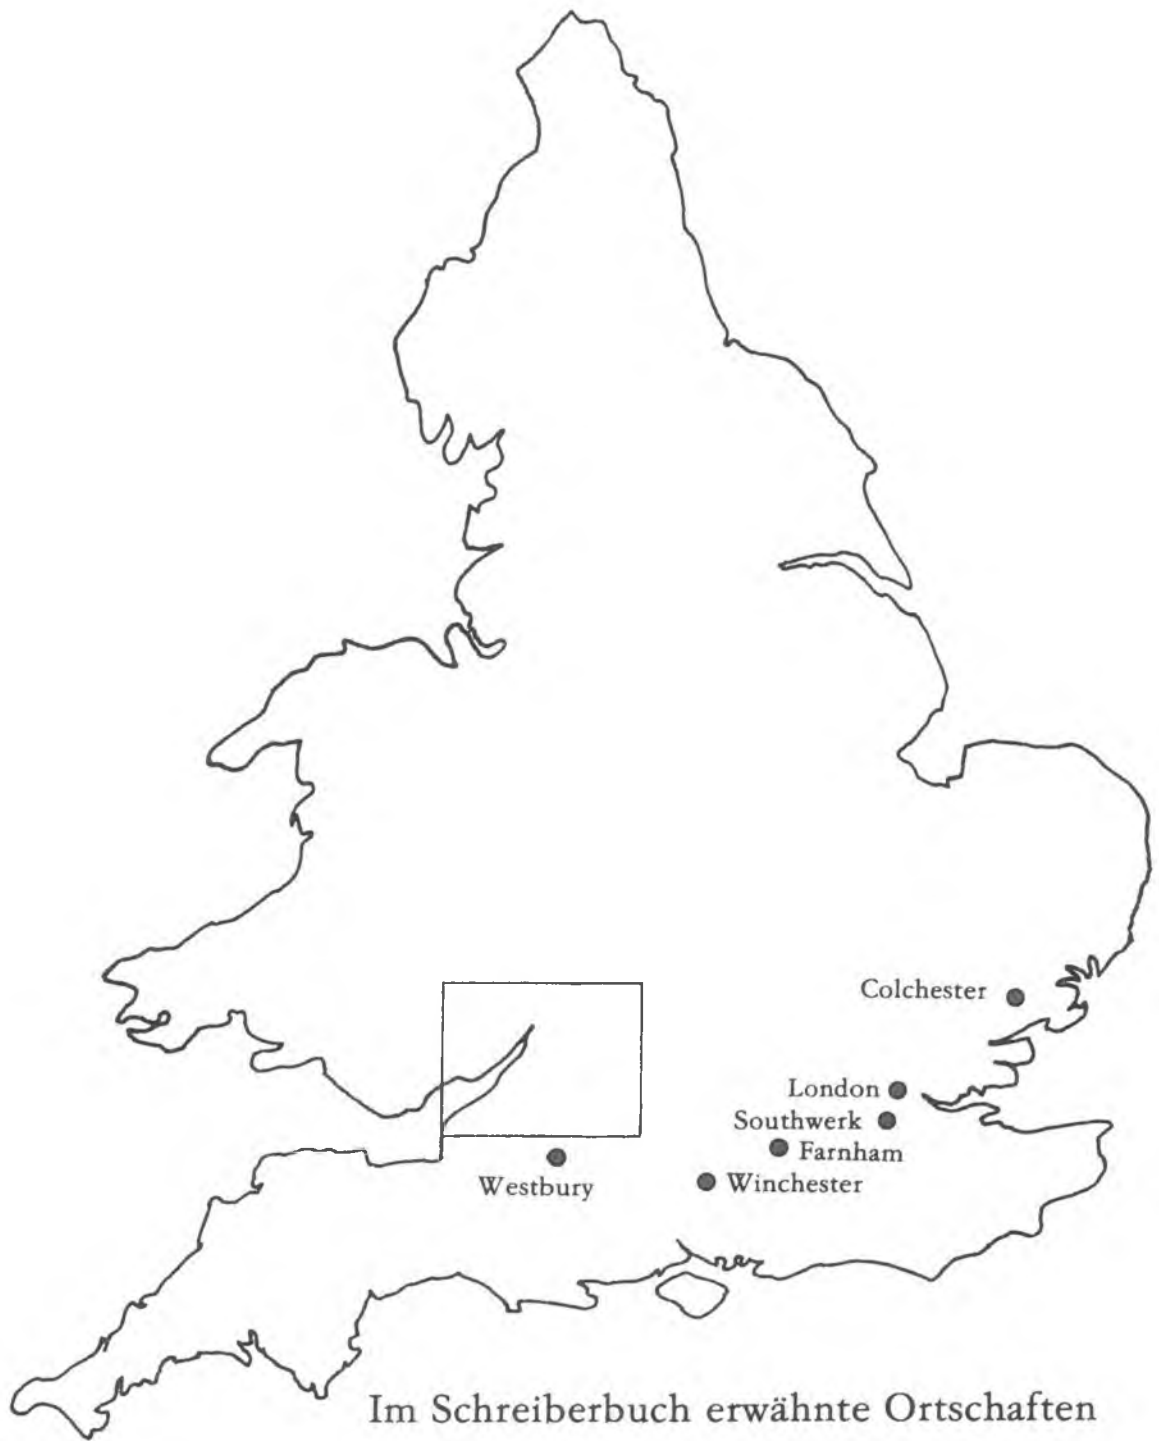 Colchester
London
Southwerk
Farnham
Winchester
Westbury
Im Schreiberbuch erwähnte Ortschaften